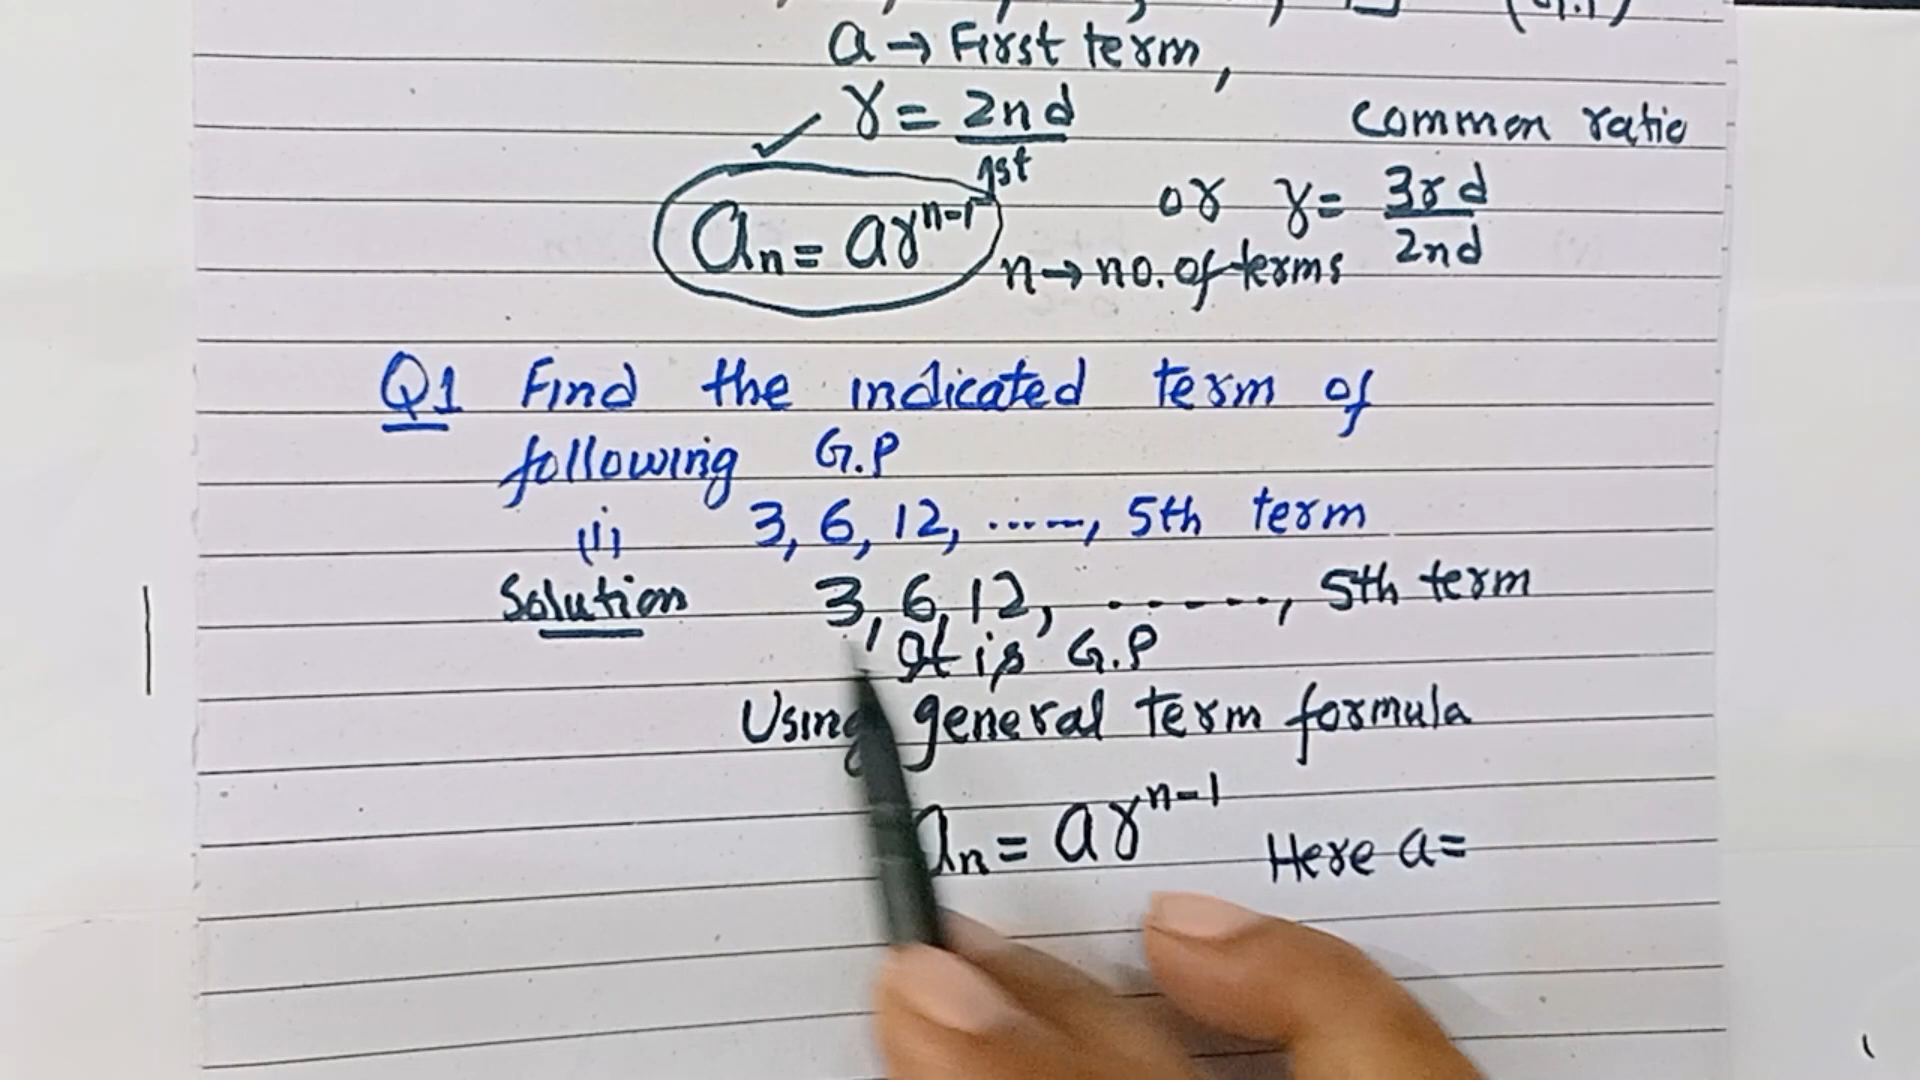 a → First term,
r = 2nd / 1st
Common ratio
or r = 3rd / 2nd
aₙ = arⁿ⁻¹
n → no. of terms
Q1 Find the indicated term of
following G.P
(i) 3, 6, 12, ......, 5th term
Solution 3, 6, 12, ......, 5th term
It is G.P
Using general term formula
aₙ = arⁿ⁻¹ Here a=